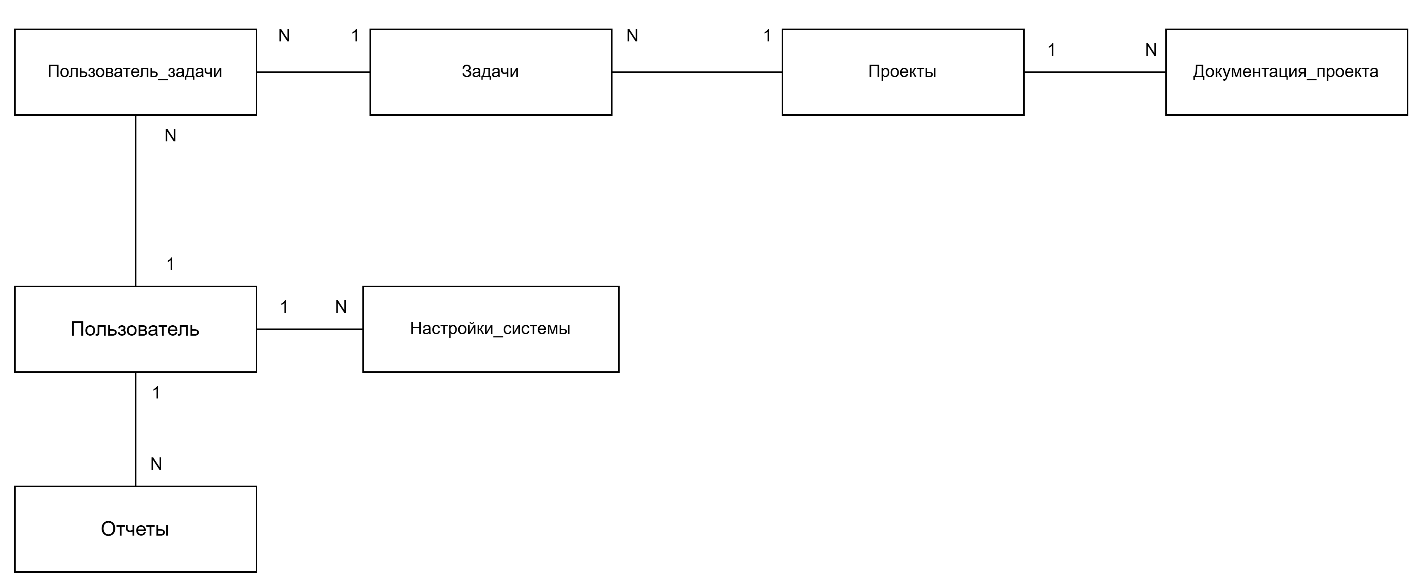 N 1 N 1
1 N
Пользователь_задачи Задачи Проекты Документация_проекта
N
1
1 N
Пользователь Настройки_системы
1
N
Отчеты